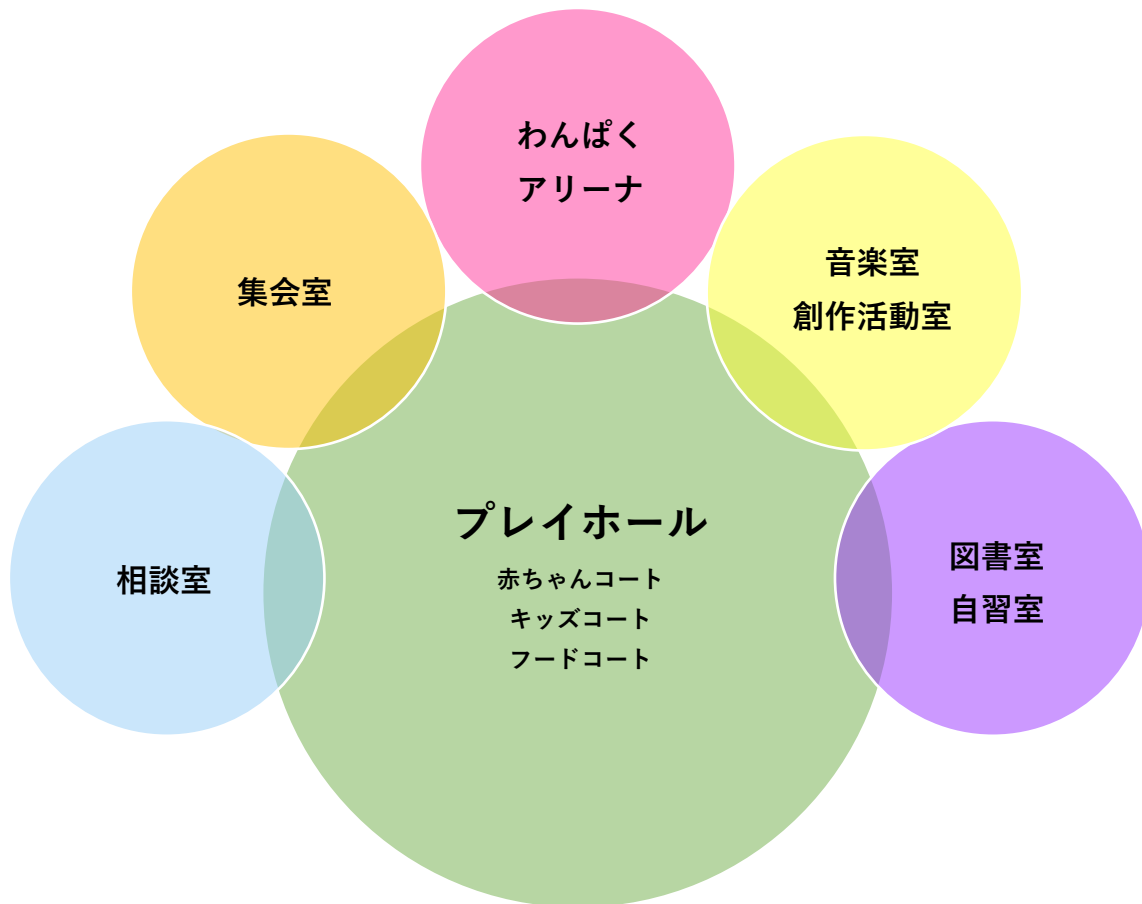 わんぱく
アリーナ
集会室
音楽室
創作活動室
相談室
プレイホール
赤ちゃんコート
キッズコート
フードコート
図書室
自習室